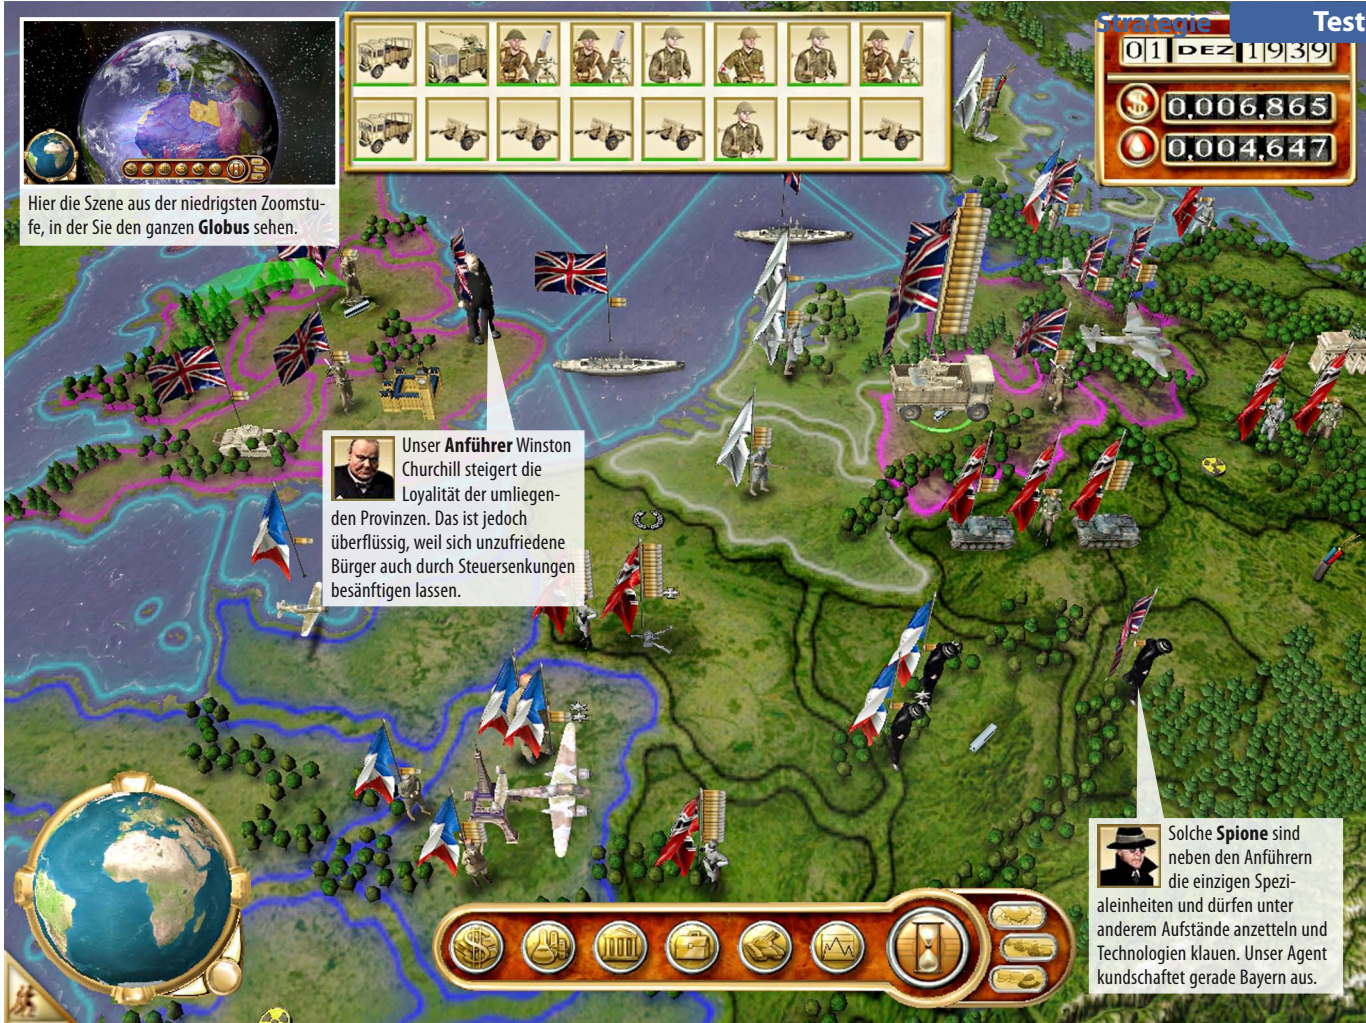 Strategie Test
01 DEZ 1939
0,006,865
0,004,647
Hier die Szene aus der niedrigsten Zoomstu-
fe, in der Sie den ganzen Globus sehen.
Unser Anführer Winston
Churchill steigert die
Loyalität der umliegen-
den Provinzen. Das ist jedoch
überflüssig, weil sich unzufriedene
Bürger auch durch Steuersenkungen
besänftigen lassen.
Solche Spione sind
neben den Anführern
die einzigen Spezi-
aleinheiten und dürfen unter
anderem Aufstände anzetteln und
Technologien klauen. Unser Agent
kundschaftet gerade Bayern aus.